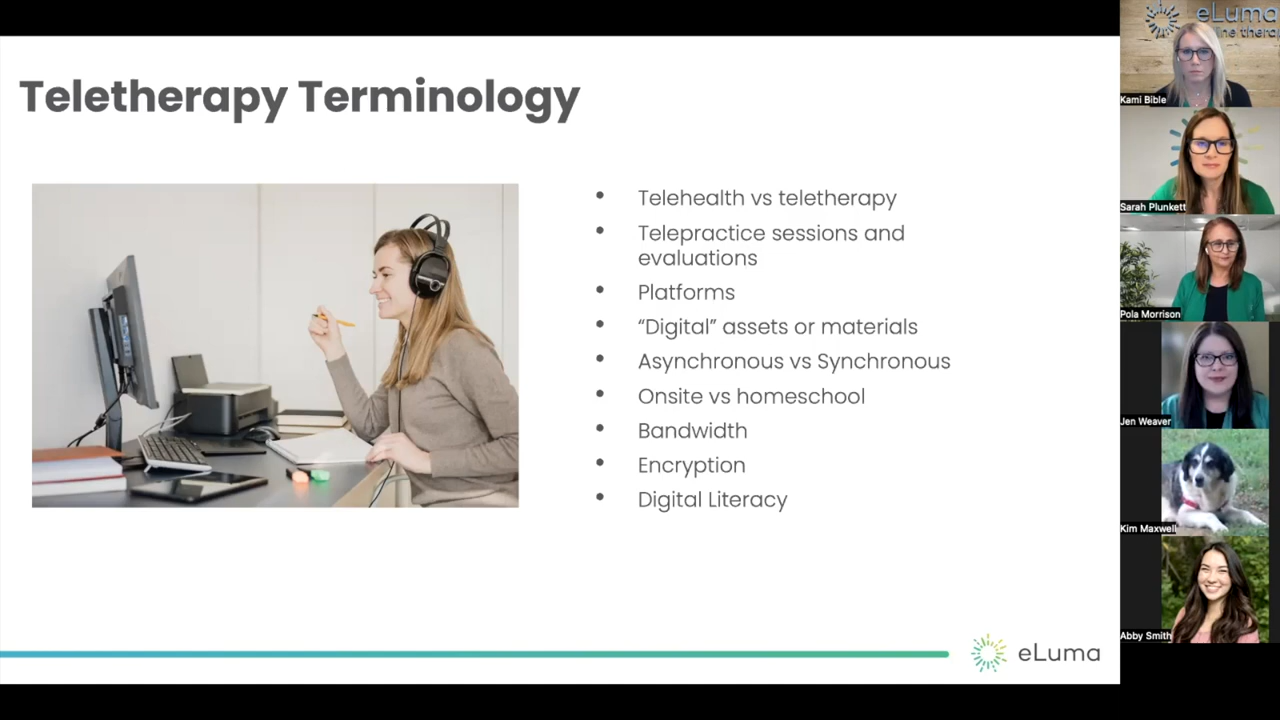 Teletherapy Terminology
• Telehealth vs teletherapy
• Telepractice sessions and
evaluations
• Platforms
• “Digital” assets or materials
• Asynchronous vs Synchronous
• Onsite vs homeschool
• Bandwidth
• Encryption
• Digital Literacy
eLuma
eLuma
Kami Bible
Sarah Plunkett
Pola Morrison
Jen Weaver
Kim Maxwell
Abby Smith